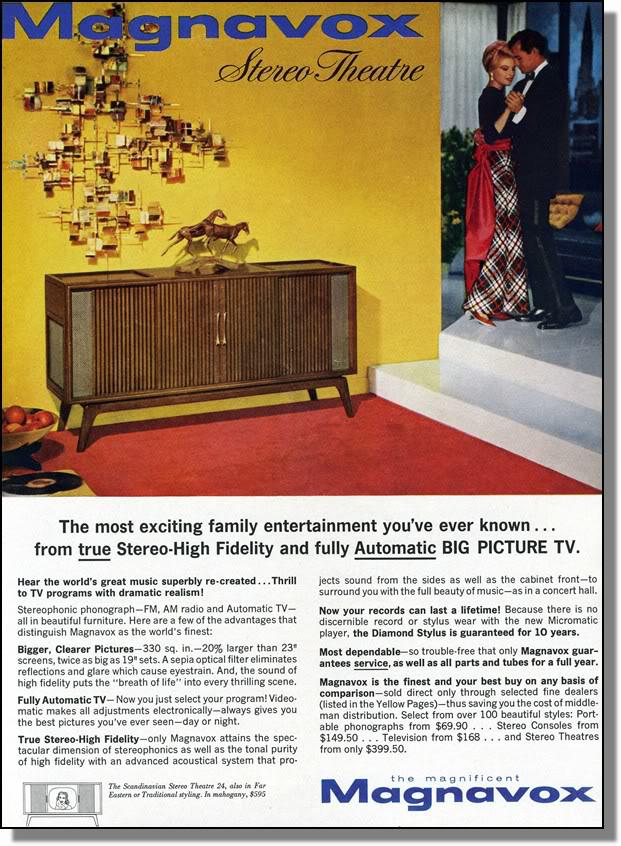 Magnavox
Stereo Theatre
The most exciting family entertainment you've ever known . . .
from true Stereo-High Fidelity and fully Automatic BIG PICTURE TV.
Hear the world's great music superbly re-created . . . Thrill
to TV programs with dramatic realism!
Stereophonic phonograph—FM, AM radio and Automatic TV—
all in beautiful furniture. Here are a few of the advantages that
distinguish Magnavox as the world's finest:
Bigger, Clearer Pictures—330 sq. in.—20% larger than 23"
screens, twice as big as 19" sets. A sepia optical filter eliminates
reflections and glare which cause eyestrain. And, the sound of
high fidelity puts the "breath of life" into every thrilling scene.
Fully Automatic TV—Now you just select your program! Video-
matic makes all adjustments electronically—always gives you
the best pictures you've ever seen—day or night.
True Stereo-High Fidelity—only Magnavox attains the spec-
tacular dimension of stereophonics as well as the tonal purity
of high fidelity with an advanced acoustical system that pro-
jects sound from the sides as well as the cabinet front—to
surround you with the full beauty of music—as in a concert hall.
Now your records can last a lifetime! Because there is no
discernible record or stylus wear with the new Micromatic
player, the Diamond Stylus is guaranteed for 10 years.
Most dependable—so trouble-free that only Magnavox guar-
antees service, as well as all parts and tubes for a full year.
Magnavox is the finest and your best buy on any basis of
comparison—sold direct only through selected fine dealers
(listed in the Yellow Pages)—thus saving you the cost of middle-
man distribution. Select from over 100 beautiful styles: Port-
able phonographs from $69.90 . . . Stereo Consoles from
$149.50 . . . Television from $168 . . . and Stereo Theatres
from only $399.50.
The Scandinavian Stereo Theatre 24, also in Far
Eastern or Traditional styling. In mahogany, $595
the magnificent
Magnavox